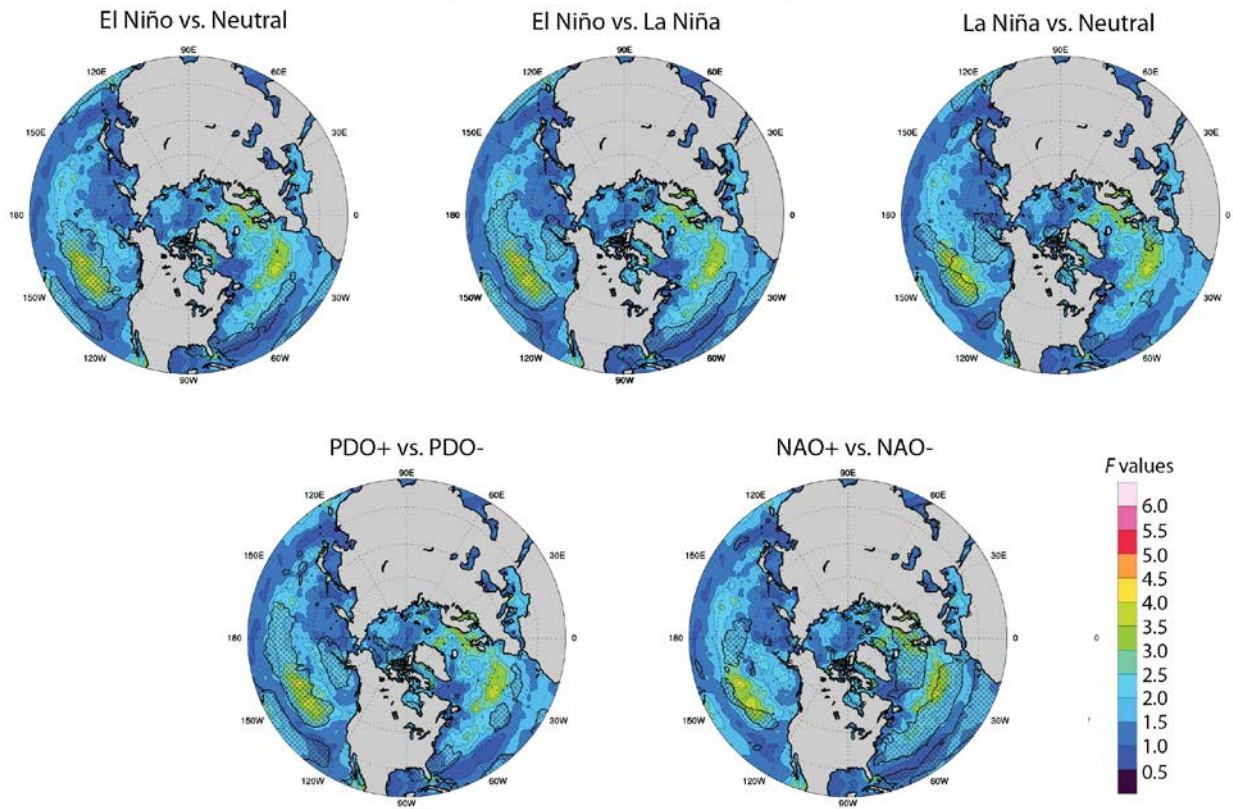 El Niño vs. Neutral
90E
120E
60E
150E
30E
180
0
150W
30W
120W
60W
90W
El Niño vs. La Niña
90E
120E
60E
150E
30E
180
0
150W
30W
120W
60W
90W
La Niña vs. Neutral
90E
120E
60E
150E
30E
180
0
150W
30W
120W
60W
90W
PDO+ vs. PDO-
90E
120E
60E
150E
30E
180
0
150W
30W
120W
60W
90W
NAO+ vs. NAO-
90E
120E
60E
150E
30E
180
0
0
150W
30W
120W
60W
90W
F values
6.0
5.5
5.0
4.5
4.0
3.5
3.0
2.5
2.0
1.5
1.0
0.5